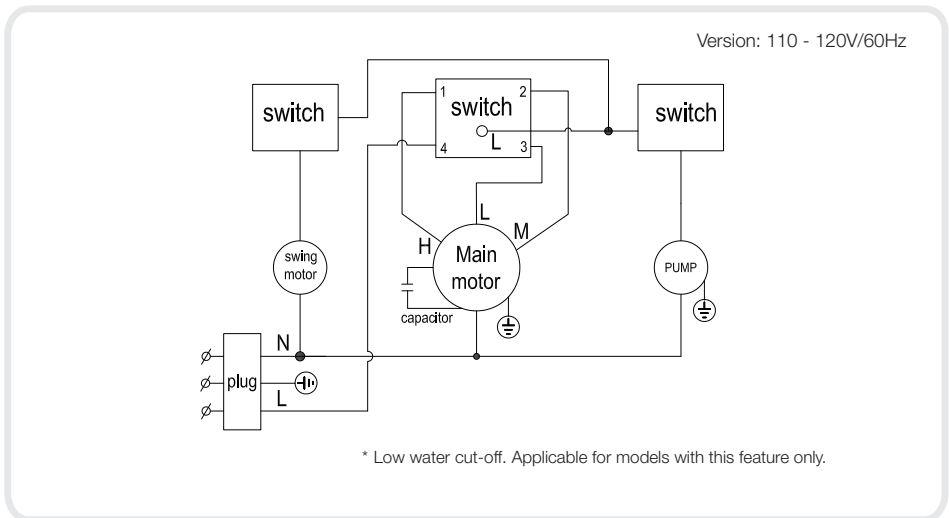 Version: 110 - 120V/60Hz
switch
1
2
switch
L
4
3
switch
L
H
M
swing
motor
Main
motor
PUMP
capacitor
N
plug
L
* Low water cut-off. Applicable for models with this feature only.